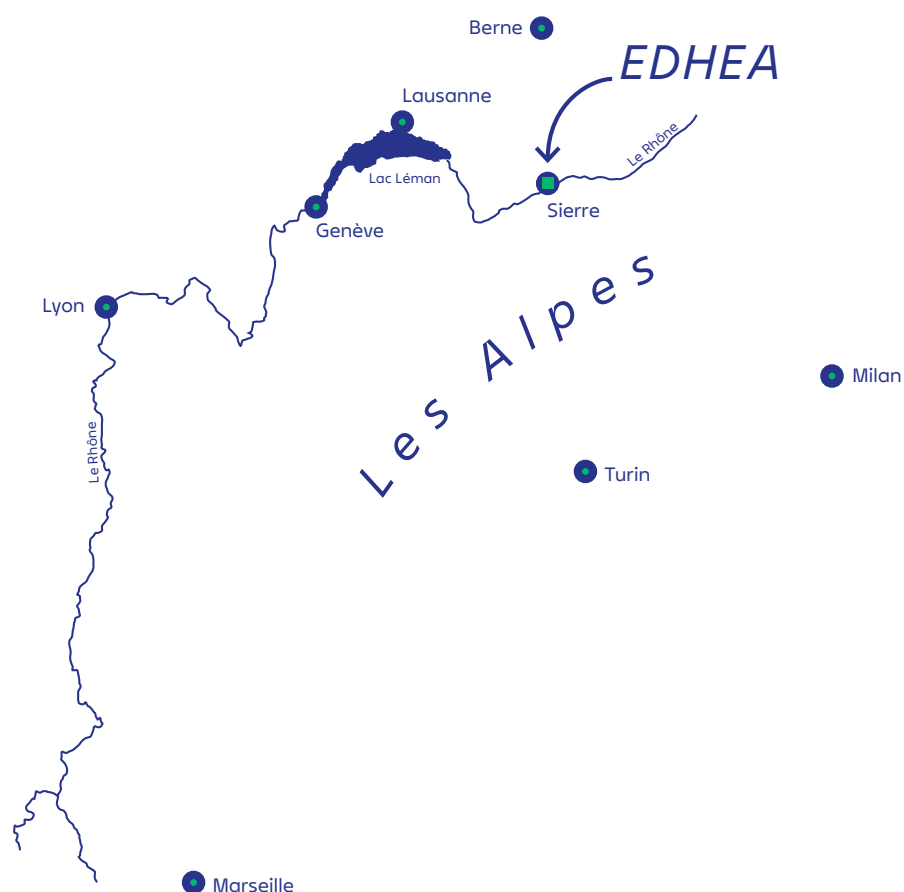 Berne
EDHEA
Lausanne
Le Rhône
Lac Léman
Sierre
Genève
Les Alpes
Lyon
Milan
Le Rhône
Turin
Marseille